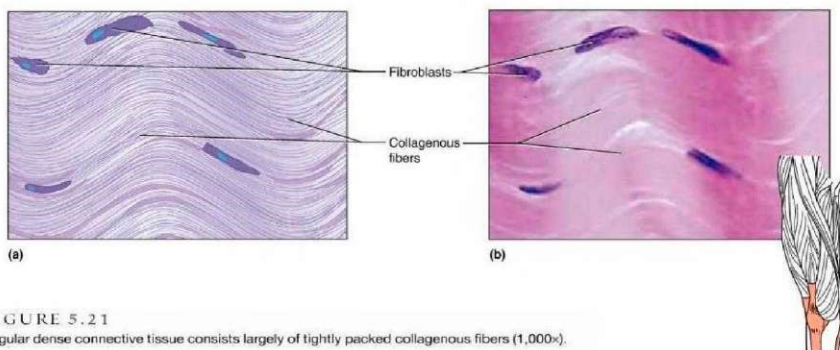 Fibroblasts
Collagenous
fibers
(a)
(b)
GURE 5.21
gular dense connective tissue consists largely of tightly packed collagenous fibers (1,000×).